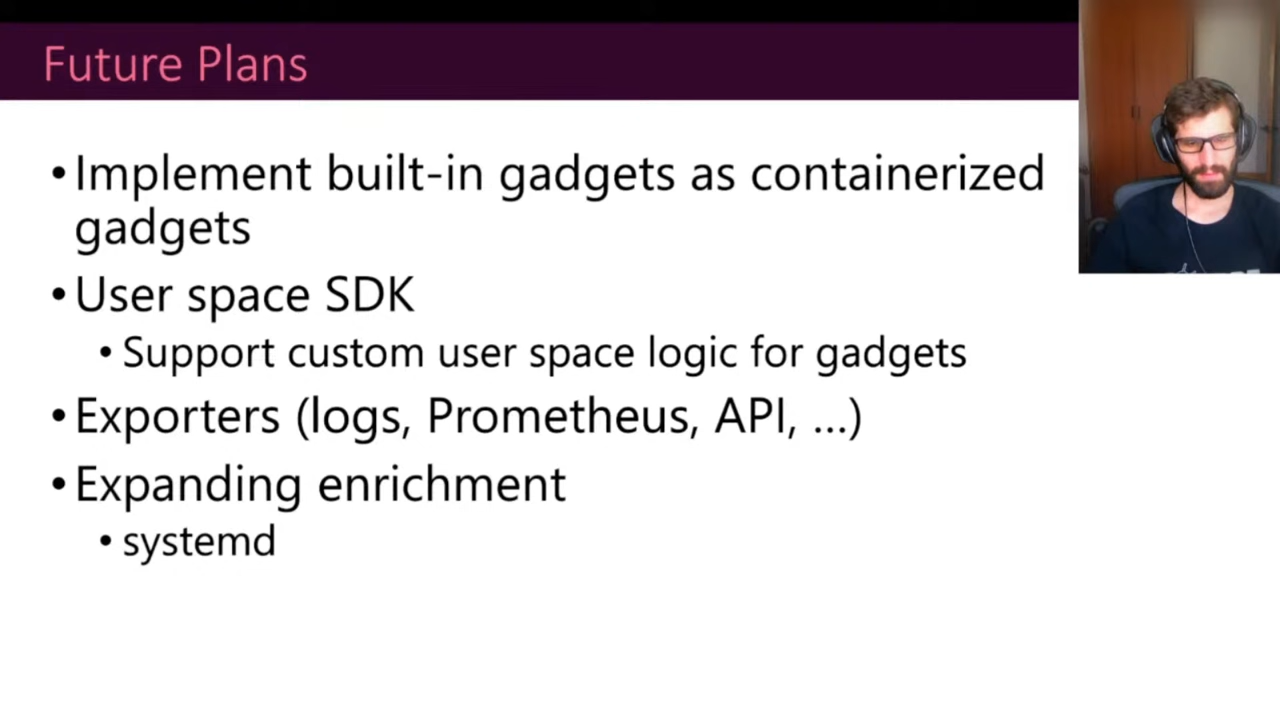 Future Plans
• Implement built-in gadgets as containerized
gadgets
• User space SDK
• Support custom user space logic for gadgets
• Exporters (logs, Prometheus, API, ...)
• Expanding enrichment
• systemd